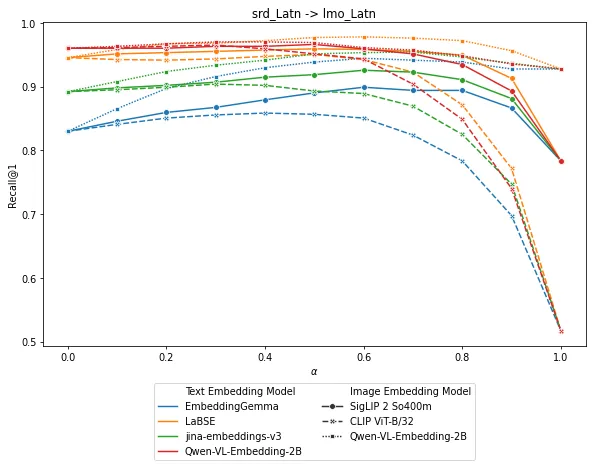 srd_Latn -> lmo_Latn
1.0
0.9
0.8
0.7
0.6
0.5
Recall@1
0.0 0.2 0.4 0.6 0.8 1.0
α
Text Embedding Model Image Embedding Model
EmbeddingGemma SigLIP 2 So400m
LaBSE CLIP ViT-B/32
jina-embeddings-v3 Qwen-VL-Embedding-2B
Qwen-VL-Embedding-2B